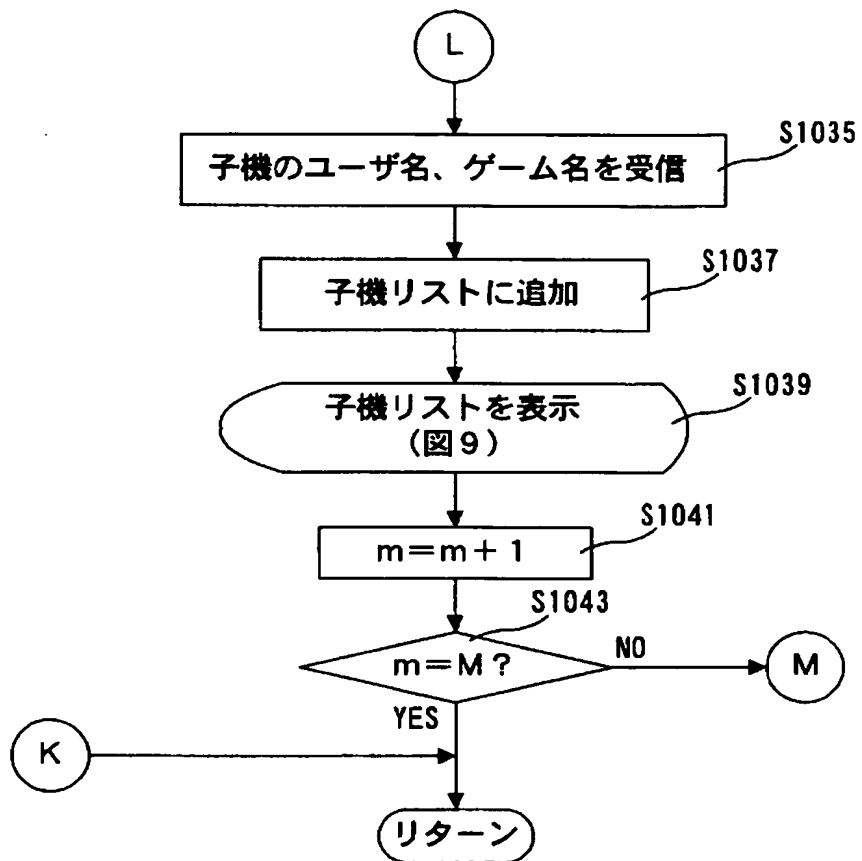 L
S1035
子機のユーザ名、ゲーム名を受信
S1037
子機リストに追加
S1039
子機リストを表示
(図9)
S1041
m=m+1
S1043
m=M?
NO
M
YES
K
リターン